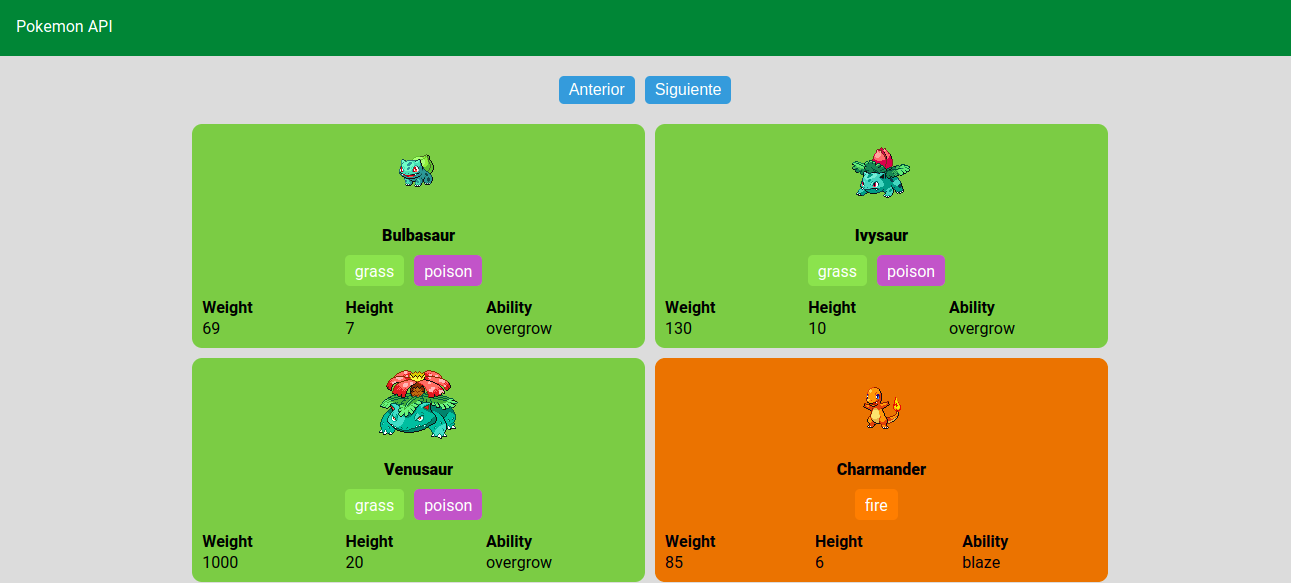 Pokemon API
Anterior Siguiente
Bulbasaur
grass poison
Weight Height Ability
69 7 overgrow
Ivysaur
grass poison
Weight Height Ability
130 10 overgrow
Venusaur
grass poison
Weight Height Ability
1000 20 overgrow
Charmander
fire
Weight Height Ability
85 6 blaze